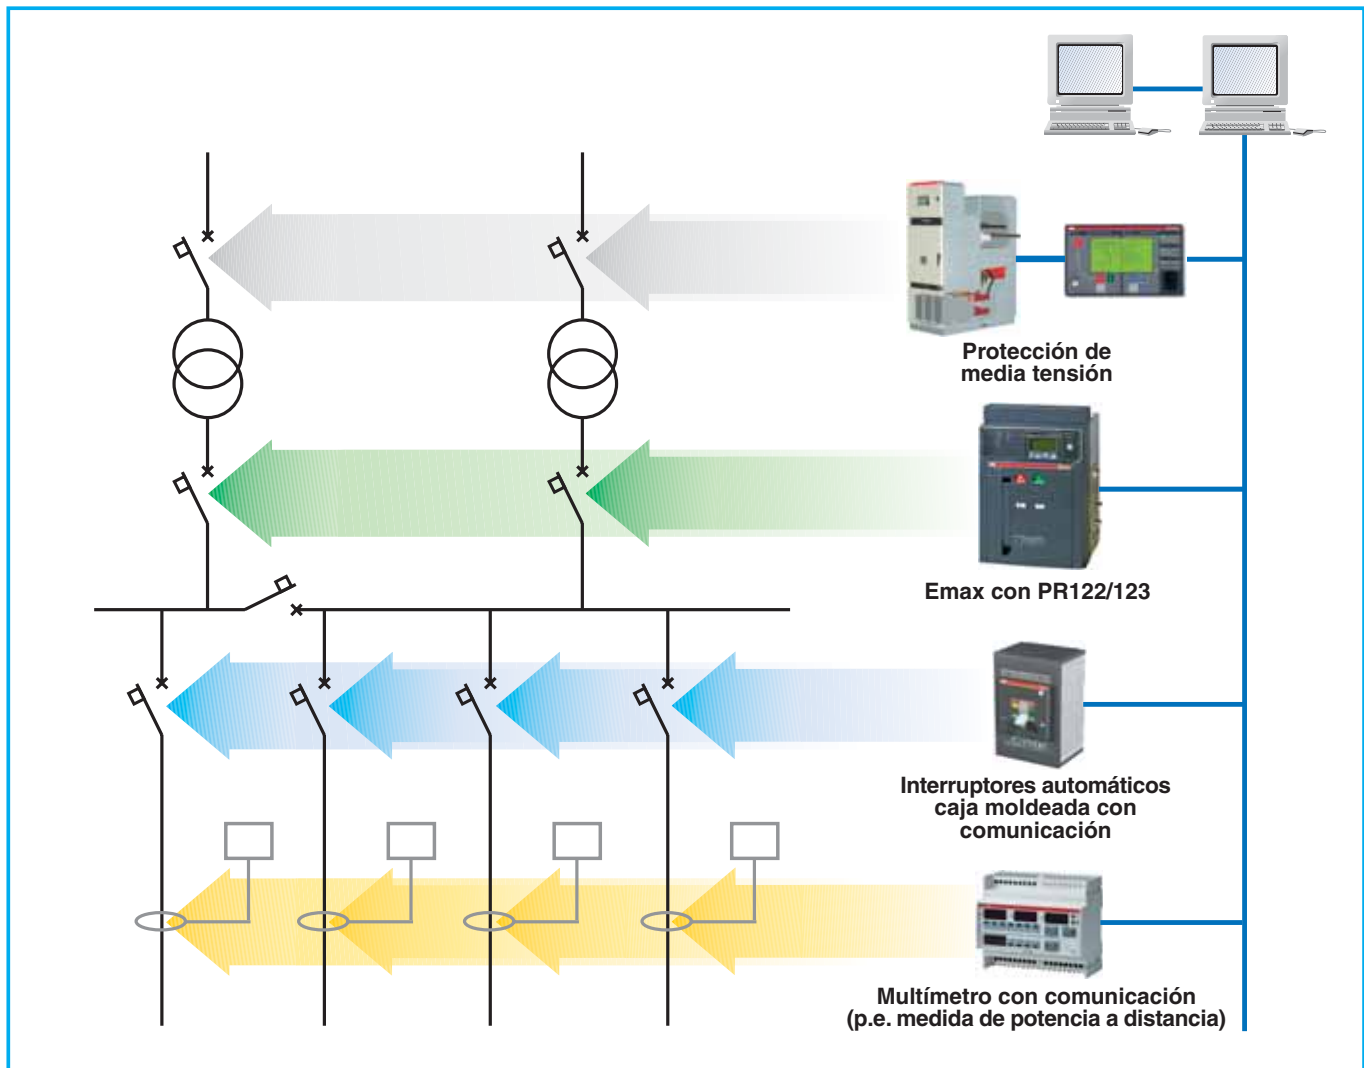 Protección de
media tensión
Emax con PR122/123
Interruptores automáticos
caja moldeada con
comunicación
Multímetro con comunicación
(p.e. medida de potencia a distancia)